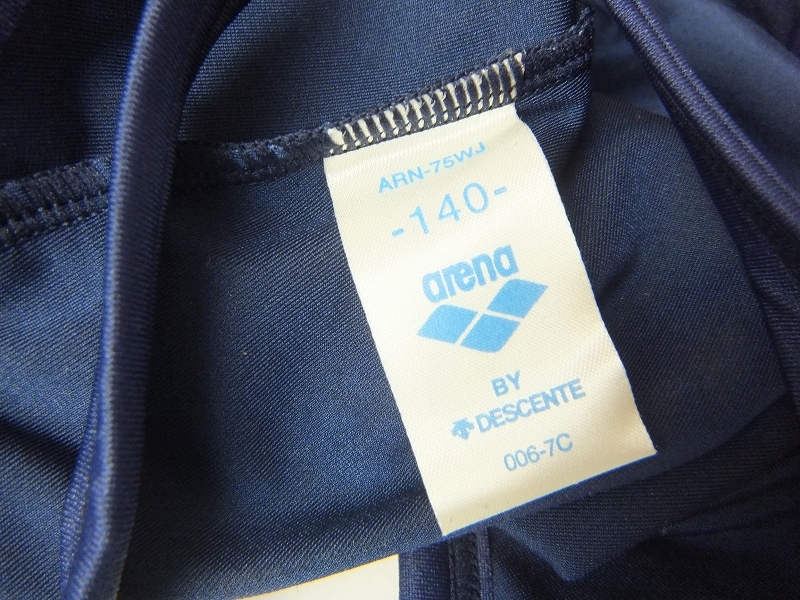 ARN-75WJ
-140-
arena
BY
DESCENTE
006-7C